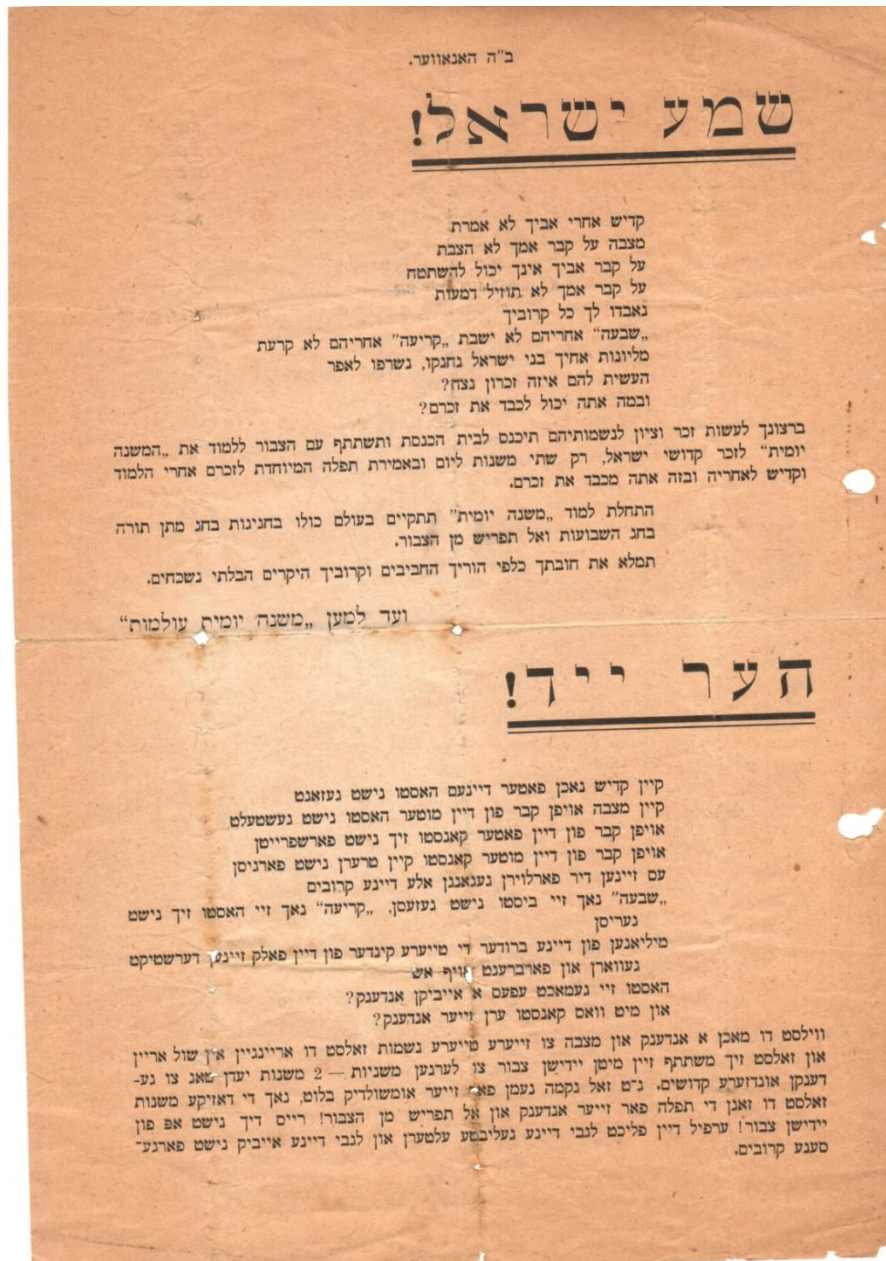 ב"ה האנאווער.
שמע ישראל!
קדיש אחרי אביך לא אמרת
מצבה על קבר אמך לא הצבת
על קבר אביך אינך יכול להשתטח
על קבר אמך לא תזיל דמעות
נאבדו לך כל קרוביך
„שבעה" אחריהם לא ישבת „קריעה" אחריהם לא קרעת
מליונות אחיך בני ישראל נחנקו, נשרפו לאפר
העשית להם איזה זכרון נצח?
ובמה אתה יכול לכבד את זכרם?
ברצונך לעשות זכר וציון לנשמותיהם תיכנס לבית הכנסת ותשתתף עם הצבור ללמוד את „המשנה
יומית" לזכר קדושי ישראל, רק שתי משנות ליום ובאמירת תפלה המיוחדת לזכרם אחרי הלמוד
וקדיש לאחריה ובזה אתה מכבד את זכרם.
התחלת למוד „משנה יומית" תתקיים בעולם כולו בחגיגות בחג מתן תורה
בחג השבועות ואל תפריש מן הצבור.
תמלא את חובתך כלפי הוריך החביבים וקרוביך היקרים הבלתי נשכחים.
ועד למען „משנה יומית עולמות"
הער ייד!
קיין קדיש נאכן פאטער דיינעם האסטו נישט געזאגט
קיין מצבה אויפן קבר פון דיין מוטער האסטו נישט געשטעלט
אויפן קבר פון דיין פאטער קאנסטו זיך נישט פארשפרייטן
אויפן קבר פון דיין מוטער קאנסטו קיין טרערן נישט פארגיסן
עס זיינען דיר פארלוירן געגאנגן אלע דיינע קרובים
„שבעה" נאך זיי ביסטו נישט געזעסן, „קריעה" נאך זיי האסטו זיך נישט
געריסן
מיליאנען פון דיינע ברודער די טייערע קינדער פון דיין פאלק זיינען דערשטיקט
געווארן און פארברענט אויף אש
האסטו זיי געמאכט עפעס א אייביקן אנדענק?
און מיט וואס קאנסטו ערן זייער אנדענק?
ווילסט דו מאכן א אנדענק און מצבה צו זייערע טייערע נשמות זאלסט דו אריינגיין אין שול אריין
און זאלסט זיך משתתף זיין מיטן יידישן צבור צו לערנען משניות — 2 משנות יעדן טאג צו גע-
דענקן אונדזערע קדושים. ג־ט זאל נקמה נעמן פאר זייער אומשולדיק בלוט, נאך די דאזיקע משנות
זאלסט דו זאגן די תפלה פאר זייער אנדענק און אל תפריש מן הצבור! רייס דיך נישט אפ פון
יידישן צבור! ערפיל דיין פליכט לגבי דיינע געליבטע עלטערן און לגבי דיינע אייביק נישט פארגע־
סענע קרובים.